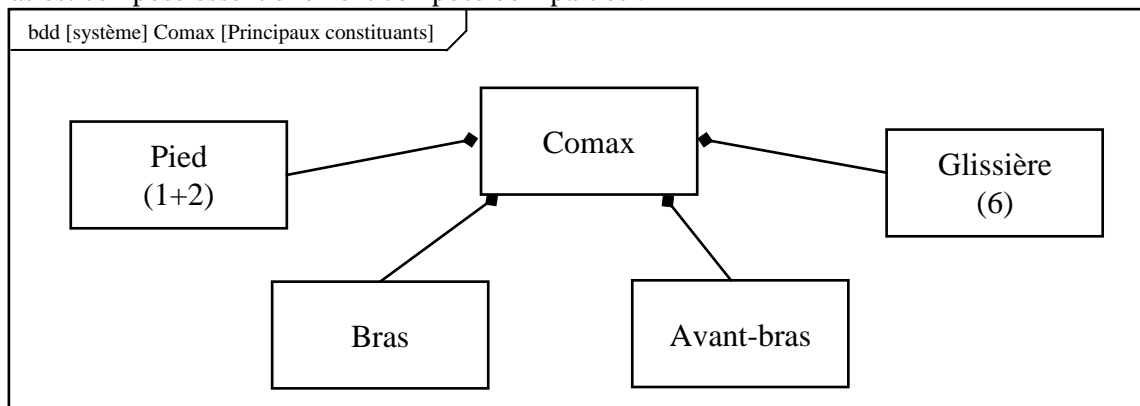 bdd [système] Comax [Principaux constituants]
Comax
Pied
(1+2)
Glissière
(6)
Bras
Avant-bras